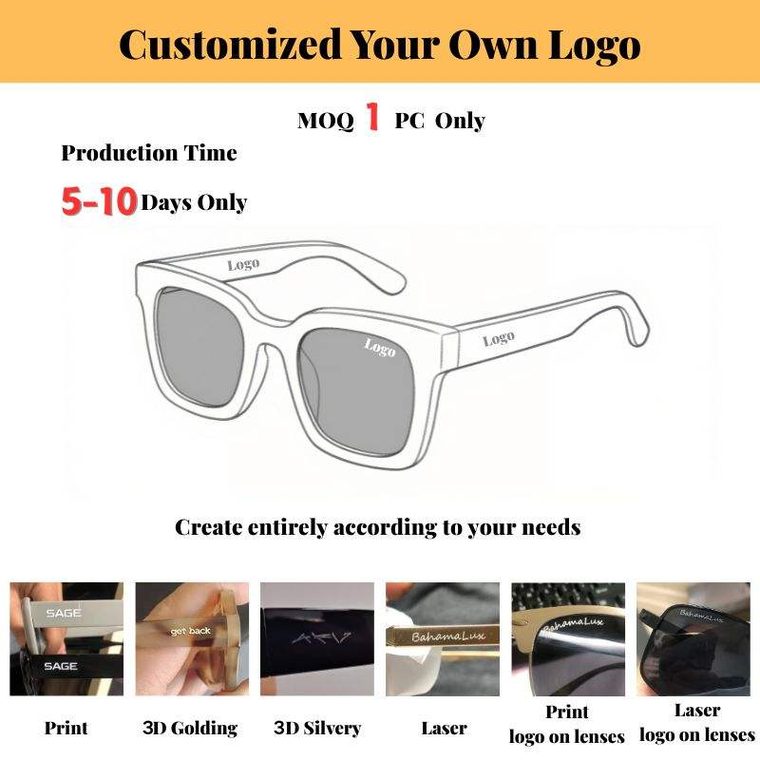 Customized Your Own Logo
MOQ 1 PC Only
Production Time
5-10 Days Only
Logo
Logo
Logo
Create entirely according to your needs
SAGE
SAGE
get back
BahamaLux
BahamaLux
BahamaLux
Print
3D Golding
3D Silvery
Laser
Print
logo on lenses
Laser
logo on lenses